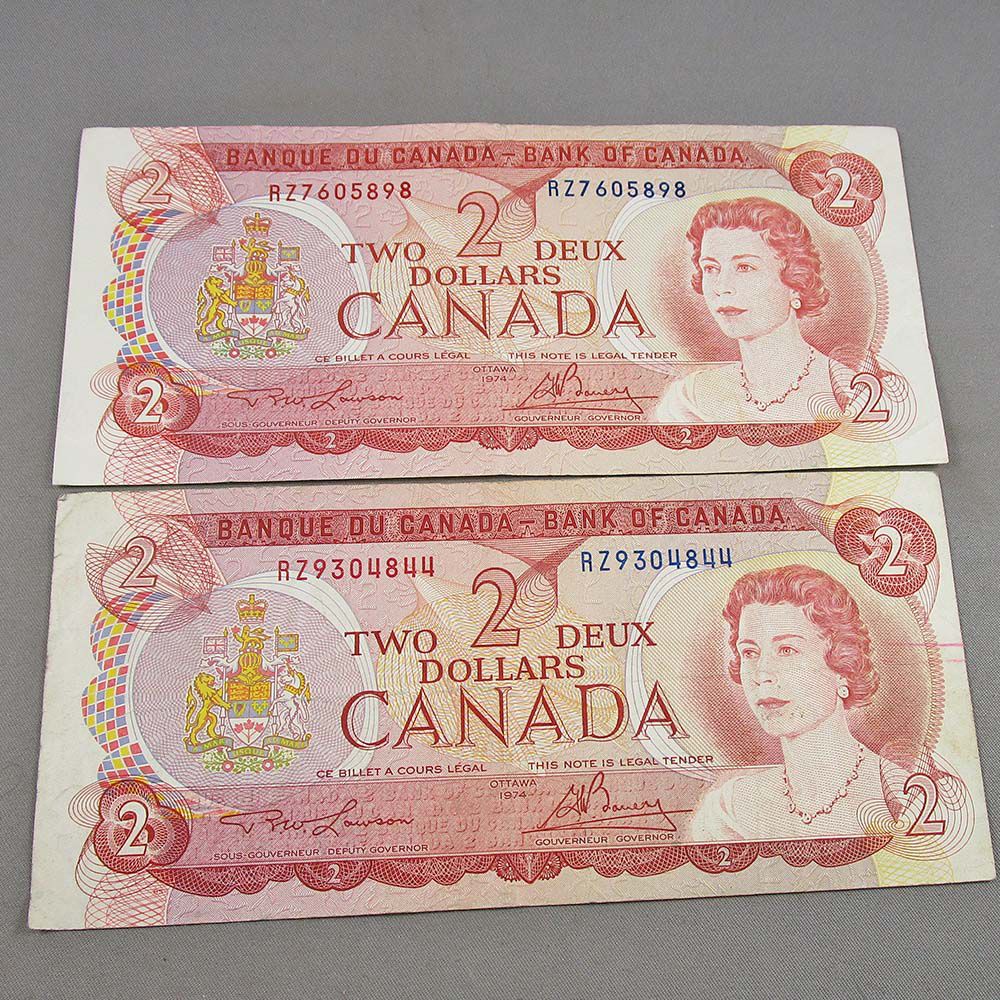 BANQUE DU CANADA – BANK OF CANADA
2 2
RZ7605898 RZ7605898
2
TWO DEUX
DOLLARS
CANADA
CE BILLET A COURS LÉGAL THIS NOTE IS LEGAL TENDER
OTTAWA
1974
2 2
SOUS-GOUVERNEUR DEPUTY GOVERNOR GOUVERNEUR GOVERNOR
2 2
BANQUE DU CANADA – BANK OF CANADA
2 2
RZ9304844 RZ9304844
2
TWO DEUX
DOLLARS
CANADA
CE BILLET A COURS LÉGAL THIS NOTE IS LEGAL TENDER
OTTAWA
1974
2 2
SOUS-GOUVERNEUR DEPUTY GOVERNOR GOUVERNEUR GOVERNOR
2 2